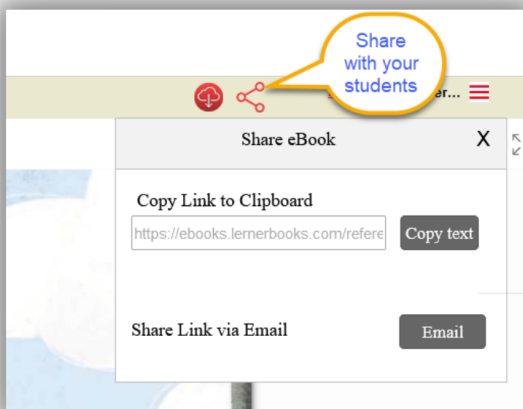 Share
with your
students
er...
Share eBook
X
Copy Link to Clipboard
https://ebooks.lernerbooks.com/refere
Copy text
Share Link via Email
Email